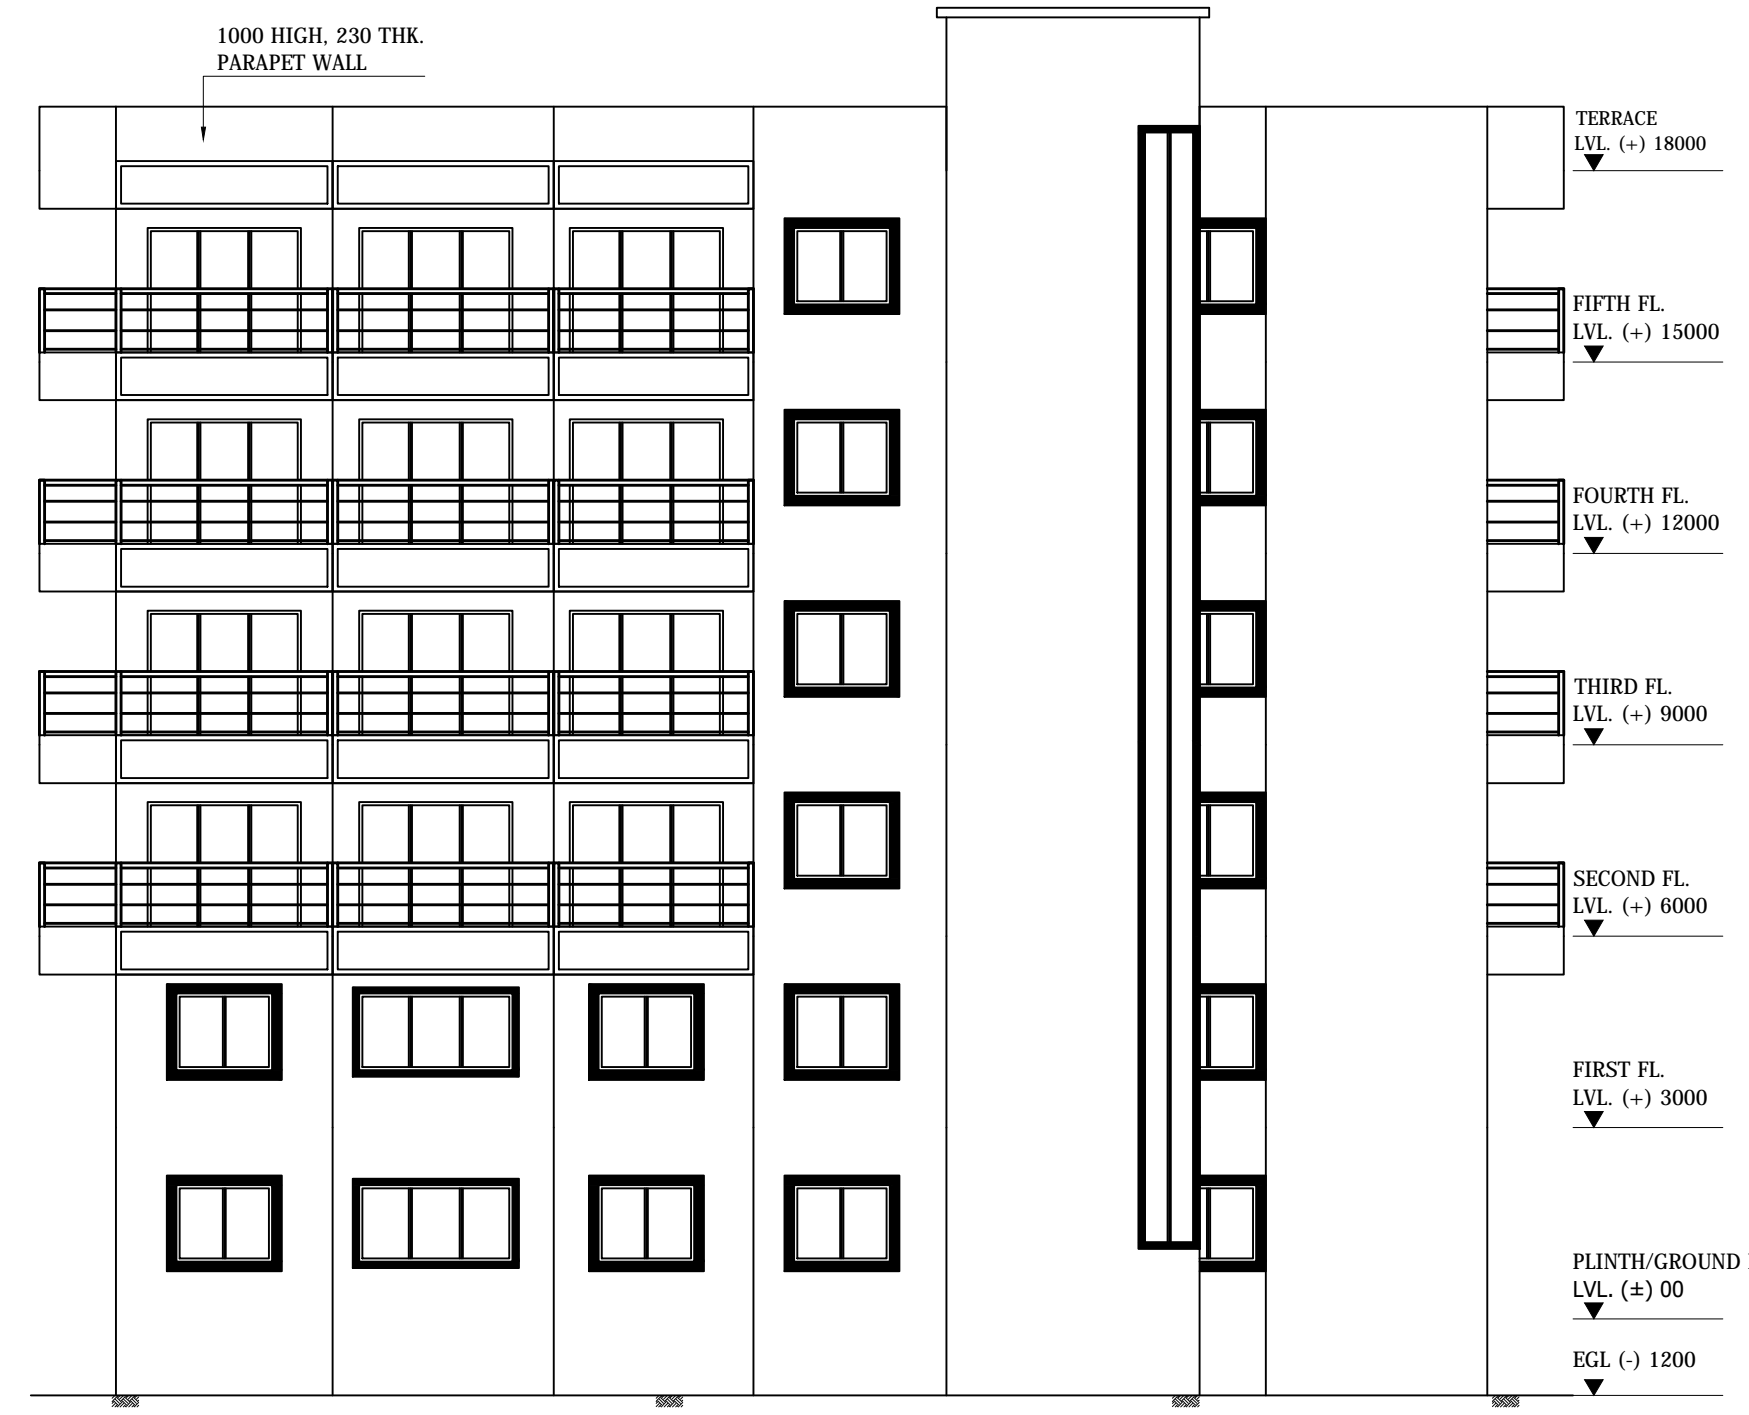 1000 HIGH, 230 THK.
PARAPET WALL
TERRACE
LVL. (+) 18000
FIFTH FL.
LVL. (+) 15000
FOURTH FL.
LVL. (+) 12000
THIRD FL.
LVL. (+) 9000
SECOND FL.
LVL. (+) 6000
FIRST FL.
LVL. (+) 3000
PLINTH/GROUND
LVL. (±) 00
EGL (-) 1200